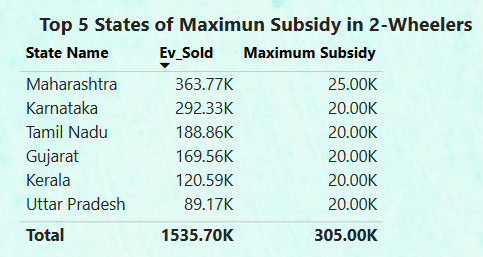 Top 5 States of Maximun Subsidy in 2-Wheelers
State Name Ev_Sold Maximum Subsidy
Maharashtra 363.77K 25.00K
Karnataka 292.33K 20.00K
Tamil Nadu 188.86K 20.00K
Gujarat 169.56K 20.00K
Kerala 120.59K 20.00K
Uttar Pradesh 89.17K 20.00K
Total 1535.70K 305.00K